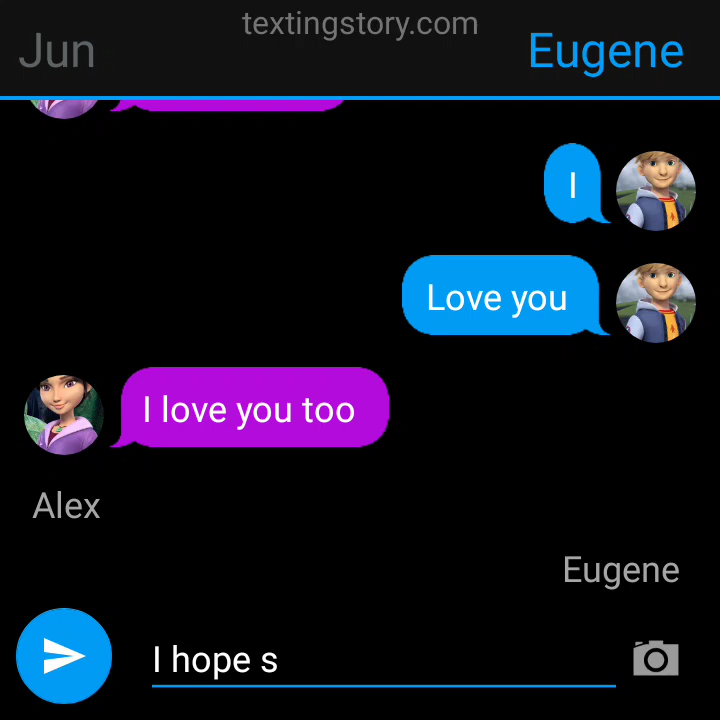 textingstory.com
Jun
Eugene
I
Love you
I love you too
Alex
Eugene
I hope s